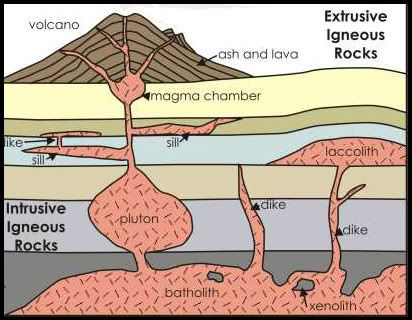 volcano
Extrusive
Igneous
Rocks
ash and lava
magma chamber
dike
sill
sill
laccolith
Intrusive
Igneous
Rocks
pluton
dike
dike
batholith
xenolith